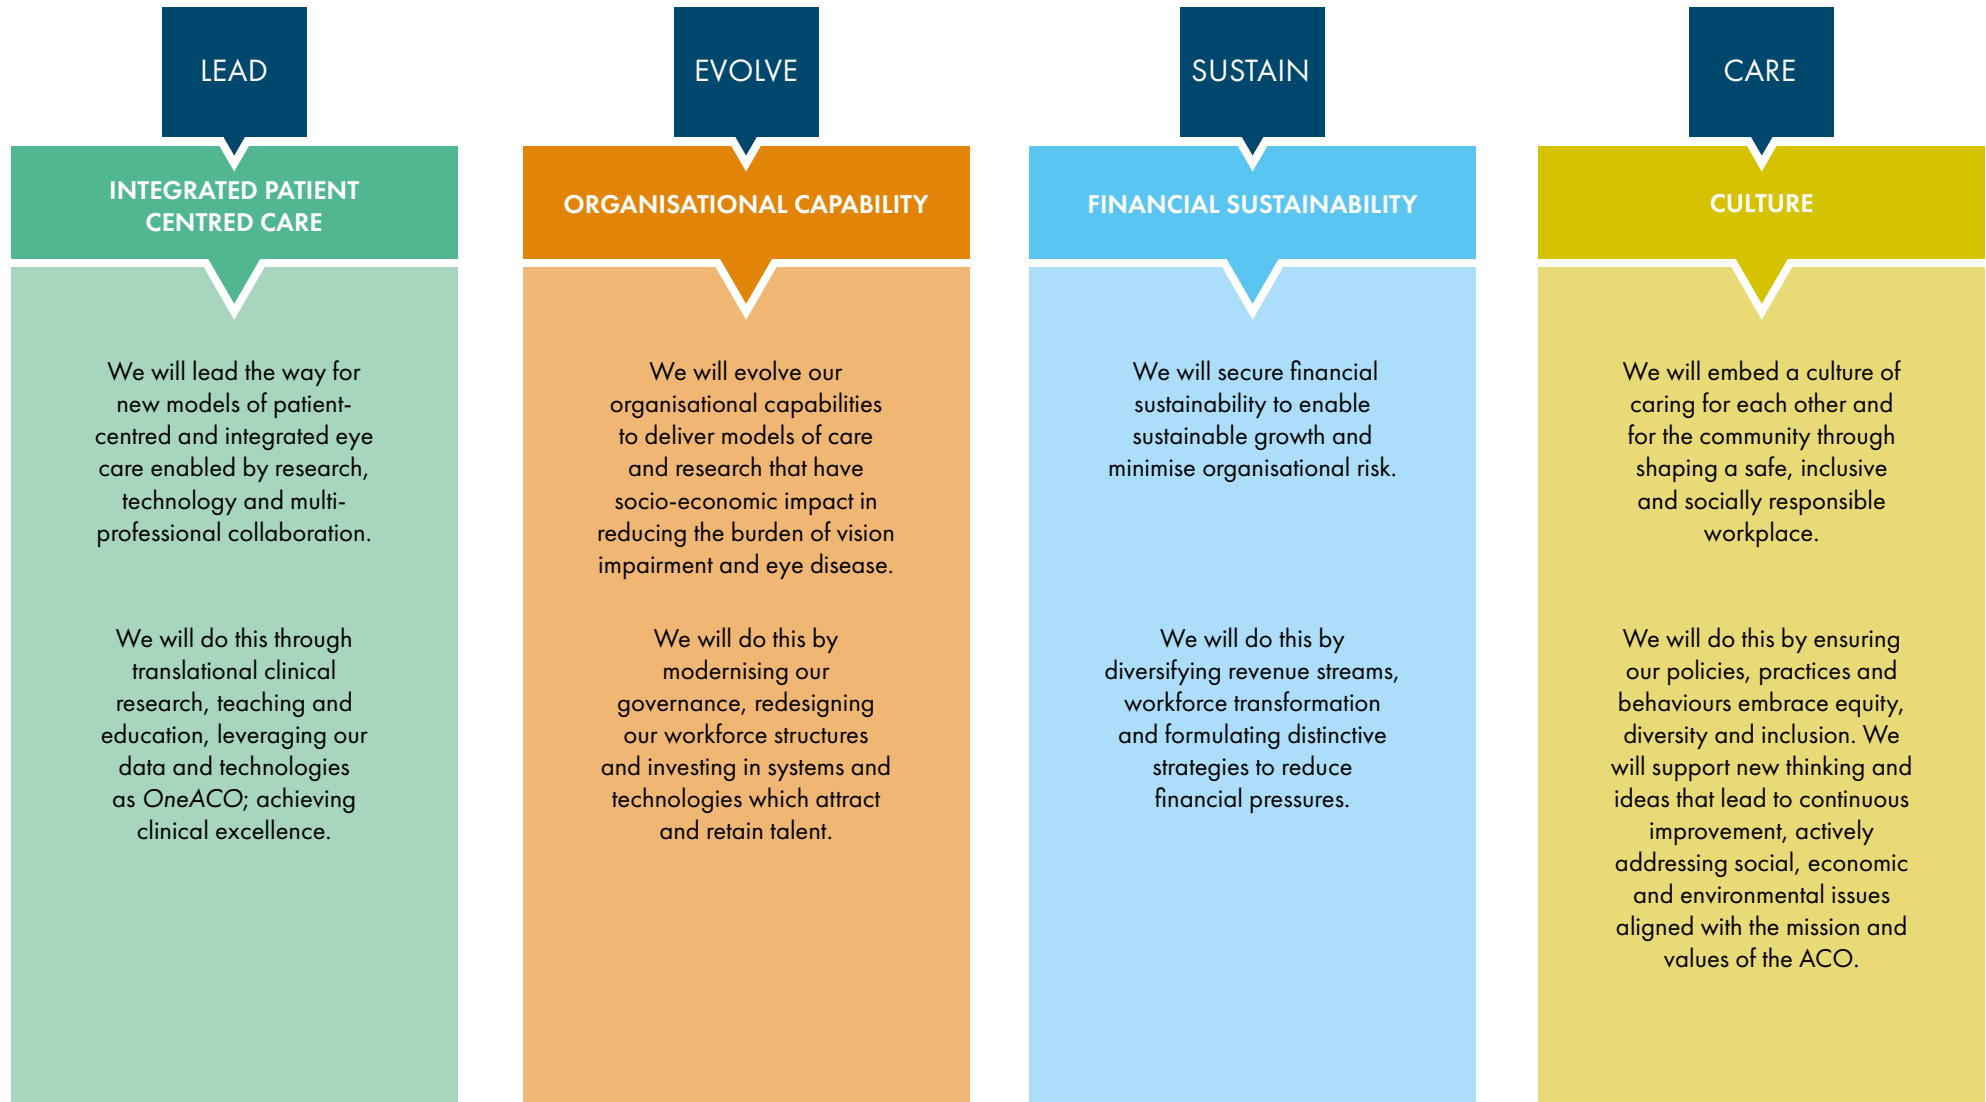 LEAD
INTEGRATED PATIENT
CENTRED CARE
We will lead the way for
new models of patient-
centred and integrated eye
care enabled by research,
technology and multi-
professional collaboration.
We will do this through
translational clinical
research, teaching and
education, leveraging our
data and technologies
as OneACO; achieving
clinical excellence.
EVOLVE
ORGANISATIONAL CAPABILITY
We will evolve our
organisational capabilities
to deliver models of care
and research that have
socio-economic impact in
reducing the burden of vision
impairment and eye disease.
We will do this by
modernising our
governance, redesigning
our workforce structures
and investing in systems and
technologies which attract
and retain talent.
SUSTAIN
FINANCIAL SUSTAINABILITY
We will secure financial
sustainability to enable
sustainable growth and
minimise organisational risk.
We will do this by
diversifying revenue streams,
workforce transformation
and formulating distinctive
strategies to reduce
financial pressures.
CARE
CULTURE
We will embed a culture of
caring for each other and
for the community through
shaping a safe, inclusive
and socially responsible
workplace.
We will do this by ensuring
our policies, practices and
behaviours embrace equity,
diversity and inclusion. We
will support new thinking and
ideas that lead to continuous
improvement, actively
addressing social, economic
and environmental issues
aligned with the mission and
values of the ACO.